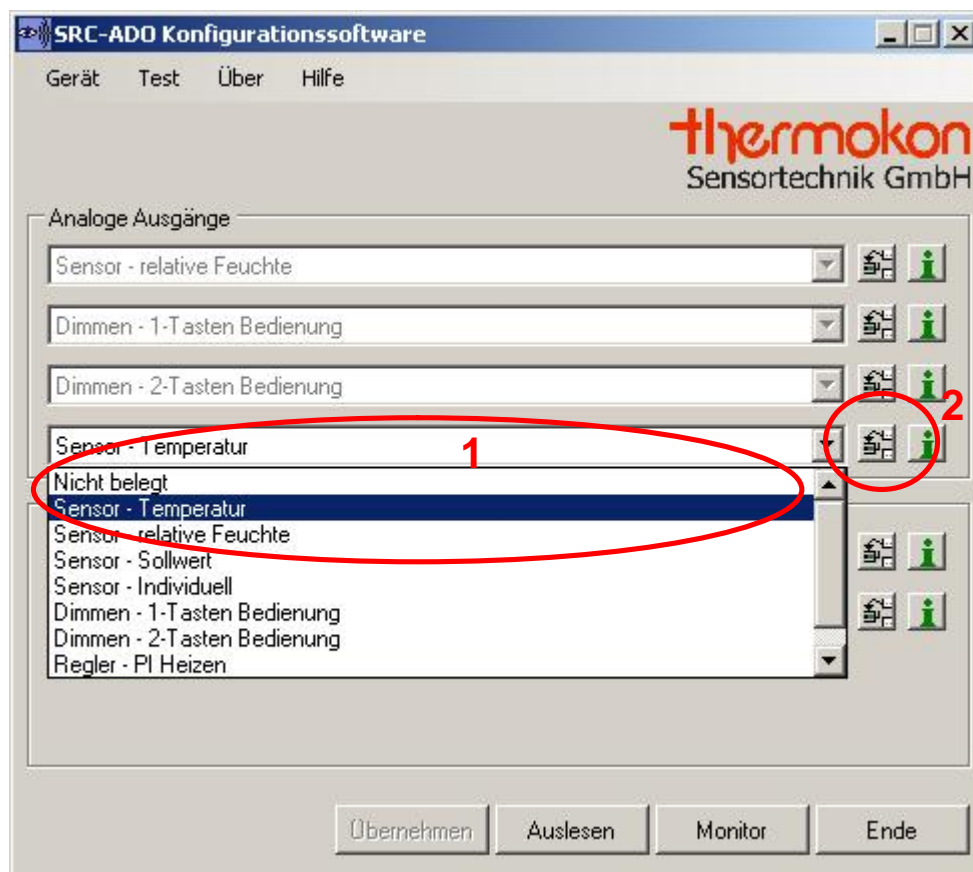 SRC-ADO Konfigurationssoftware
Gerät Test Über Hilfe
thermokon
Sensortechnik GmbH
Analoge Ausgänge
Sensor - relative Feuchte
Dimmen - 1-Tasten Bedienung
Dimmen - 2-Tasten Bedienung
2
Sensor - Temperatur
1
Nicht belegt
Sensor - Temperatur
Sensor - relative Feuchte
Sensor - Sollwert
Sensor - Individuell
Dimmen - 1-Tasten Bedienung
Dimmen - 2-Tasten Bedienung
Regler - PI Heizen
Übernehmen Auslesen Monitor Ende